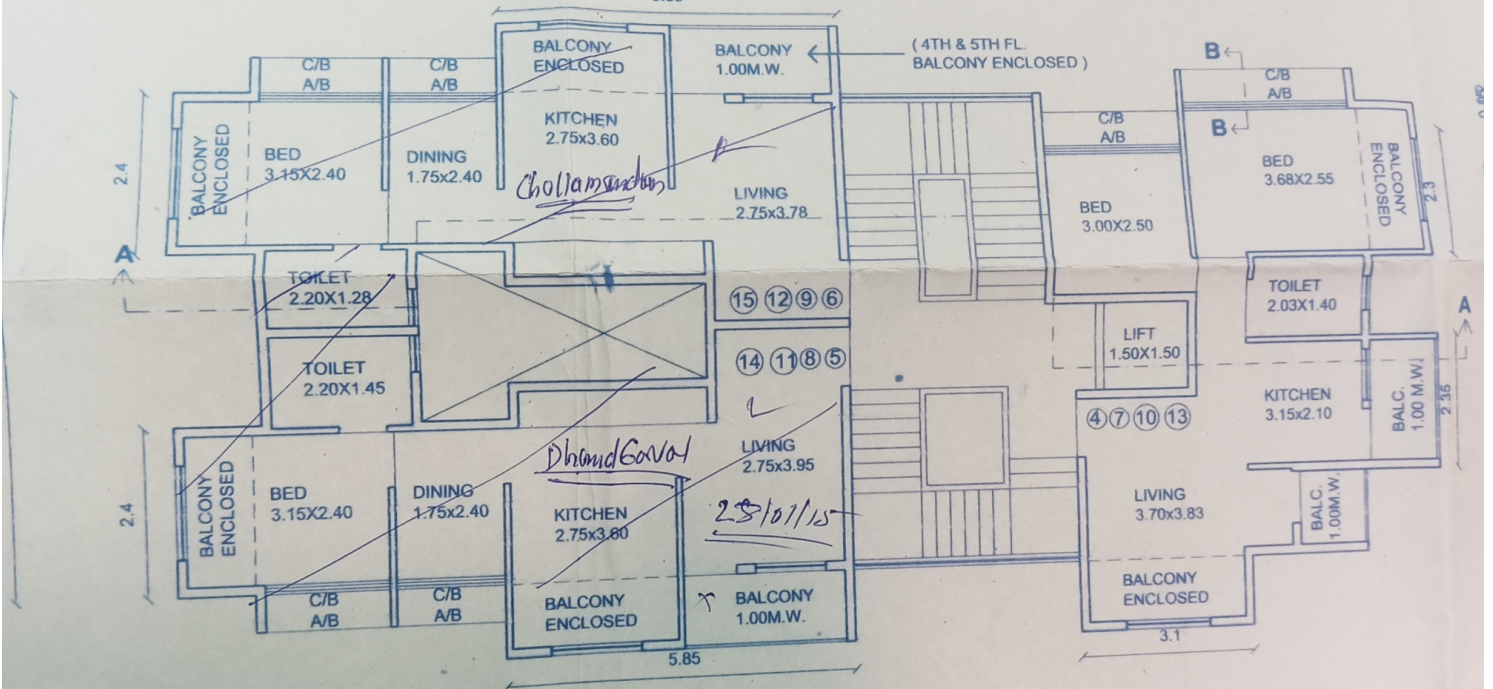 BALCONY
ENCLOSED
BALCONY
1.00M.W.
( 4TH & 5TH FL.
BALCONY ENCLOSED )
C/B
A/B
C/B
A/B
B
B
C/B
A/B
C/B
A/B
2.4
BALCONY
ENCLOSED
BED
3.15X2.40
DINING
1.75x2.40
KITCHEN
2.75x3.60
LIVING
2.75x3.78
BED
3.00X2.50
BED
3.68X2.55
BALCONY
ENCLOSED
2.3
A
TOILET
2.20X1.28
15 12 9 6
TOILET
2.03X1.40
A
LIFT
1.50X1.50
TOILET
2.20X1.45
14 11 8 5
4 7 10 13
KITCHEN
3.15x2.10
BALC.
1.00 M.W.
2.35
2.4
BALCONY
ENCLOSED
BED
3.15X2.40
DINING
1.75x2.40
KITCHEN
2.75x3.60
LIVING
2.75x3.95
LIVING
3.70x3.83
BALC.
1.00M.W.
C/B
A/B
C/B
A/B
BALCONY
ENCLOSED
BALCONY
1.00M.W.
BALCONY
ENCLOSED
5.85
3.1